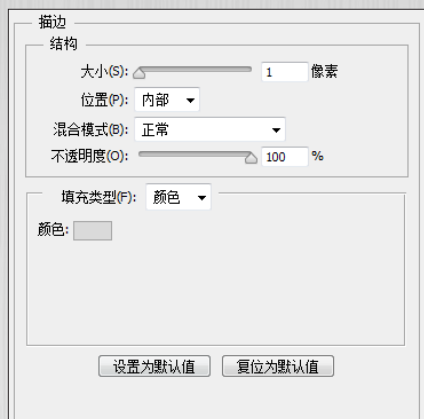 描边
结构
大小(S): 1 像素
位置(P): 内部
混合模式(B): 正常
不透明度(O): 100 %
填充类型(F): 颜色
颜色:
设置为默认值 复位为默认值